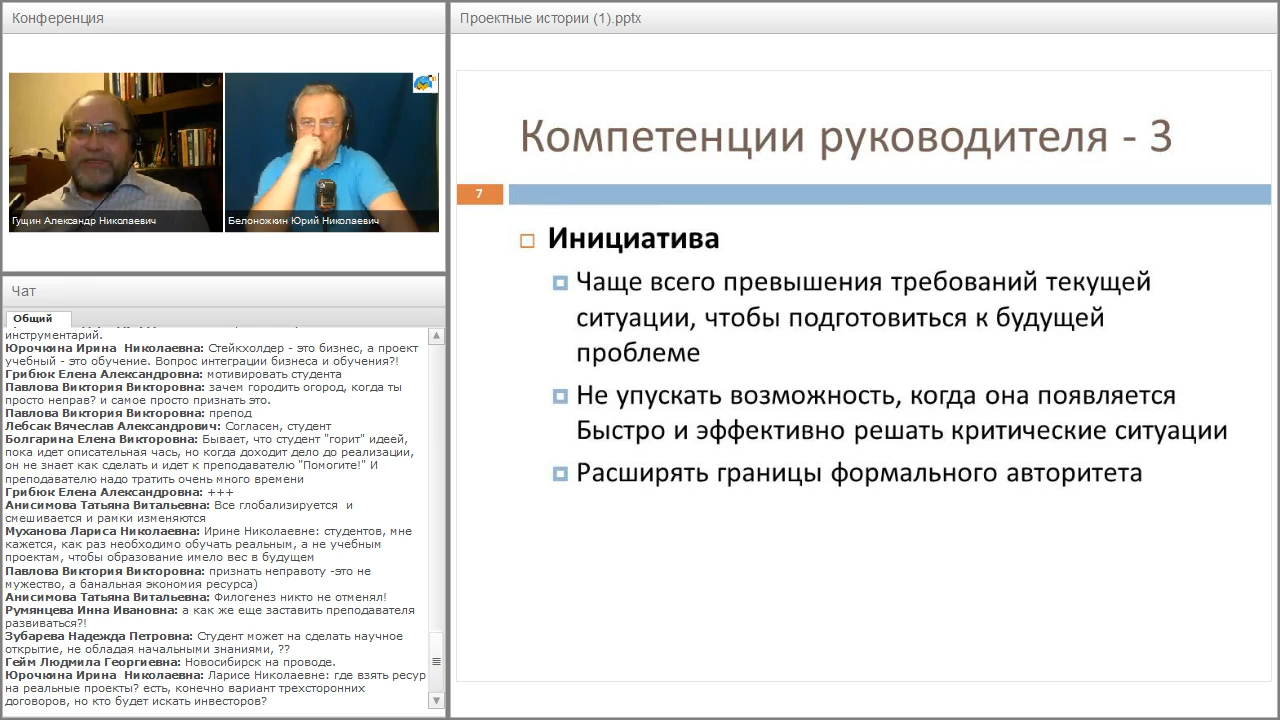 Конференция
Гущин Александр Николаевич
Белоножкин Юрий Николаевич
Чат
Общий
инструментарий.
Юрочкина Ирина  Николаевна: Стейкхолдер - это бизнес, а проект
учебный - это обучение. Вопрос интеграции бизнеса и обучения?!
Грибюк Елена Александровна: мотивировать студента
Павлова Виктория Викторовна: зачем городить огород, когда ты
просто неправ? и самое просто признать это.
Павлова Виктория Викторовна: препод
Лебсак Вячеслав Александрович: Согласен, студент
Болгарина Елена Викторовна: Бывает, что студент "горит" идеей,
пока идет описательная чась, но когда доходит дело до реализации,
он не знает как сделать и идет к преподавателю "Помогите!" И
преподавателю надо тратить очень много времени
Грибюк Елена Александровна: +++
Анисимова Татьяна Витальевна: Все глобализируется  и
смешивается и рамки изменяются
Муханова Лариса Николаевна: Ирине Николаевне: студентов, мне
кажется, как раз необходимо обучать реальным, а не учебным
проектам, чтобы образование имело вес в будущем
Павлова Виктория Викторовна: признать неправоту -это не
мужество, а банальная экономия ресурса)
Анисимова Татьяна Витальевна: Филогенез никто не отменял!
Румянцева Инна Ивановна: а как же еще заставить преподавателя
развиваться?!
Зубарева Надежда Петровна: Студент может на сделать научное
открытие, не обладая начальными знаниями, ??
Гейм Людмила Георгиевна: Новосибирск на проводе.
Юрочкина Ирина  Николаевна: Ларисе Николаевне: где взять ресур
на реальные проекты? есть, конечно вариант трехсторонних
договоров, но кто будет искать инвесторов?
Проектные истории (1).pptx
Компетенции руководителя - 3
7
Инициатива
Чаще всего превышения требований текущей
ситуации, чтобы подготовиться к будущей
проблеме
Не упускать возможность, когда она появляется
Быстро и эффективно решать критические ситуации
Расширять границы формального авторитета